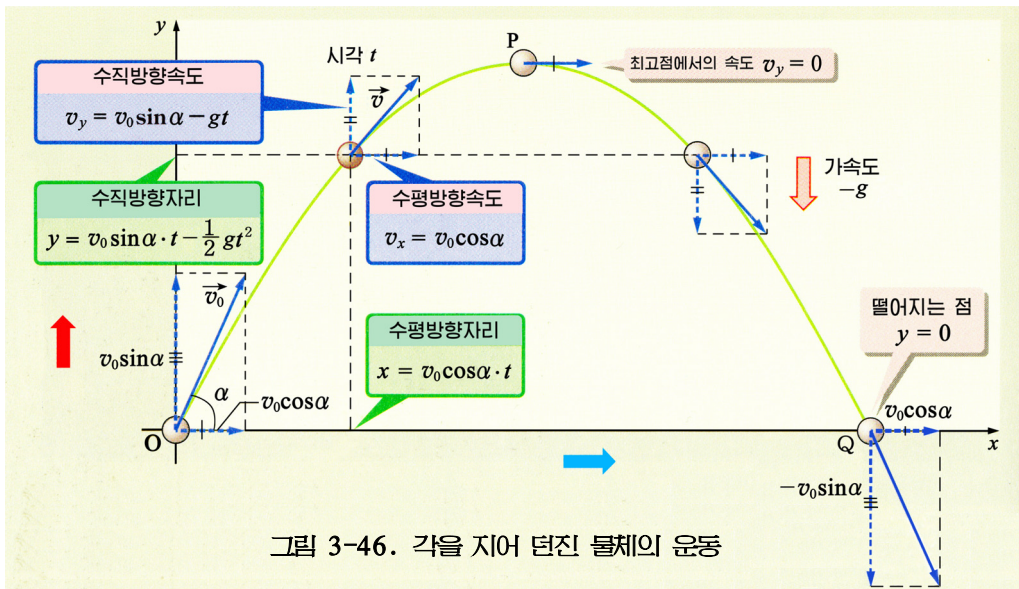 y
P
시각 t
최고점에서의 속도 v_y = 0
수직방향속도
v_y = v₀sinα − gt
v⃗
가속도
−g
수직방향자리
y = v₀sinα·t − ½gt²
수평방향속도
v_x = v₀cosα
v⃗₀
떨어지는 점
y = 0
수평방향자리
x = v₀cosα·t
v₀sinα
α
v₀cosα
v₀cosα
O
Q
x
−v₀sinα
그림 3-46. 각을 지어 던진 물체의 운동